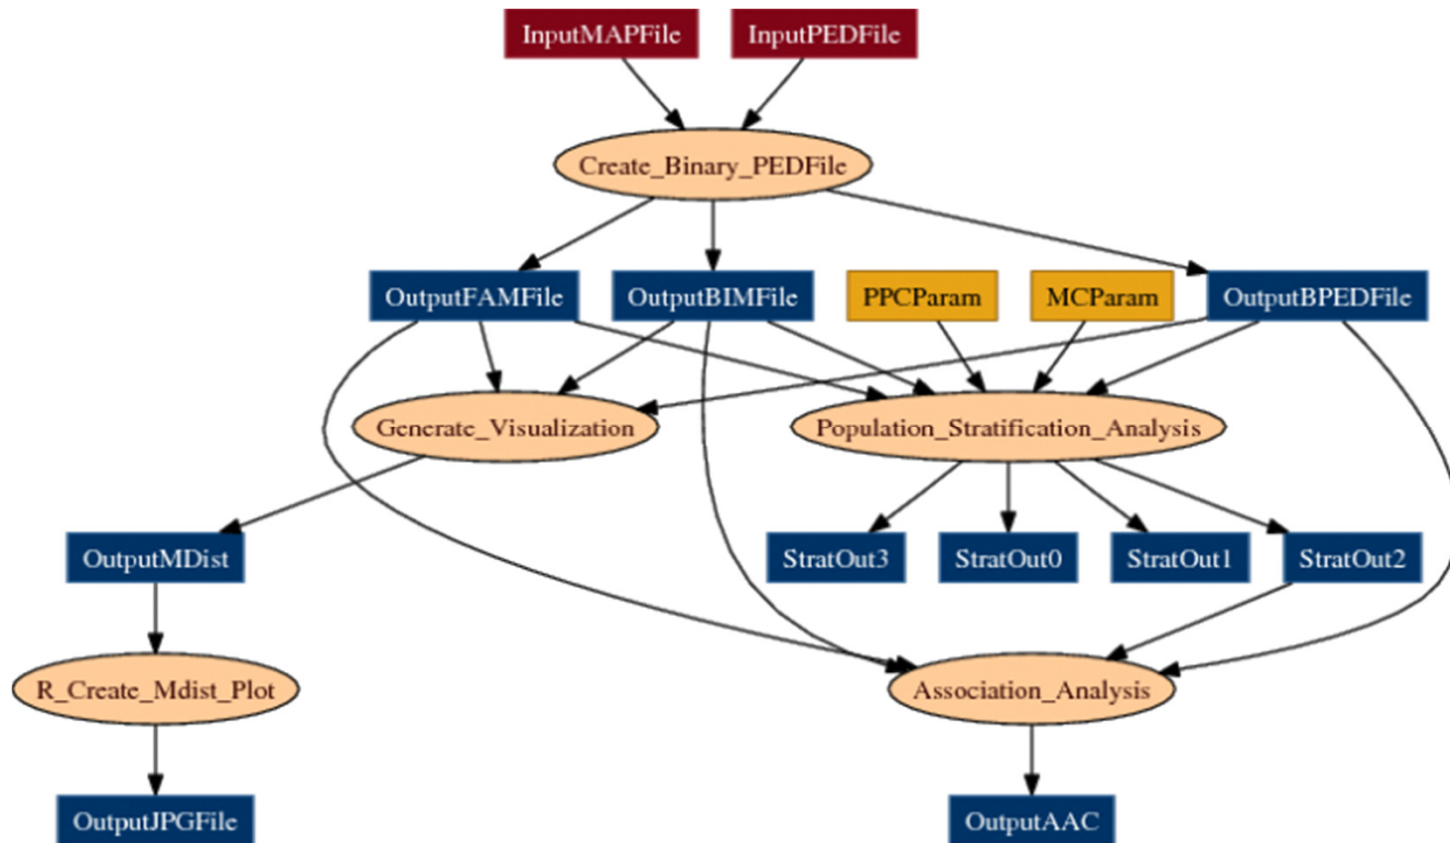 InputMAPFile
InputPEDFile
Create_Binary_PEDFile
OutputFAMFile
OutputBIMFile
PPCParam
MCParam
OutputBPEDFile
Generate_Visualization
Population_Stratification_Analysis
OutputMDist
StratOut3
StratOut0
StratOut1
StratOut2
R_Create_Mdist_Plot
Association_Analysis
OutputJPGFile
OutputAAC